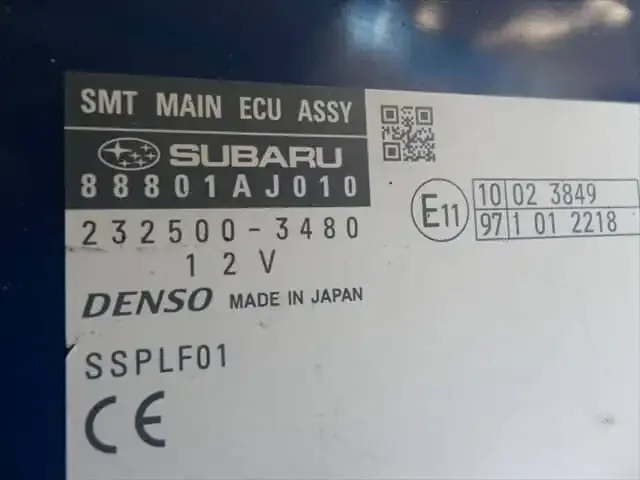 SMT MAIN ECU ASSY
SUBARU
88801AJ010
232500-3480
12V
DENSO MADE IN JAPAN
SSPLF01
CE
E11
10 02 3849
97 1 01 2218